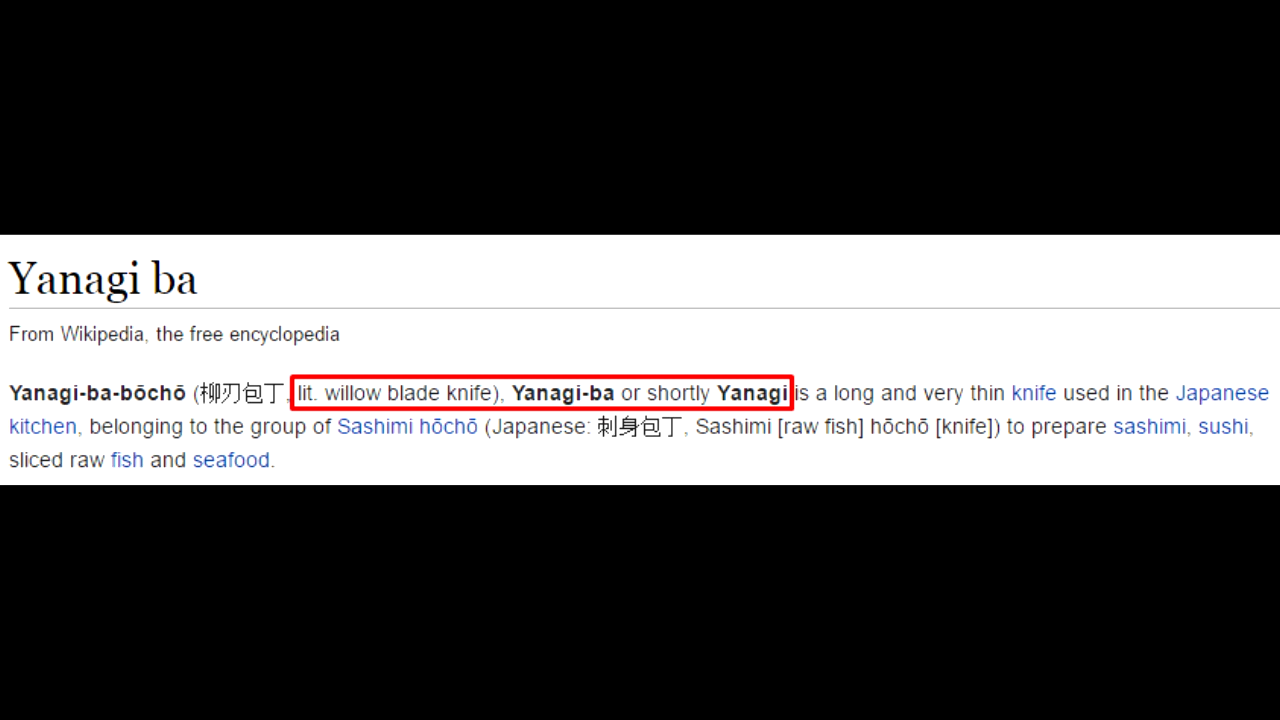 Yanagi ba
From Wikipedia, the free encyclopedia
Yanagi-ba-bōchō (柳刃包丁, lit. willow blade knife), Yanagi-ba or shortly Yanagi is a long and very thin knife used in the Japanese
kitchen, belonging to the group of Sashimi hōchō (Japanese: 刺身包丁, Sashimi [raw fish] hōchō [knife]) to prepare sashimi, sushi,
sliced raw fish and seafood.